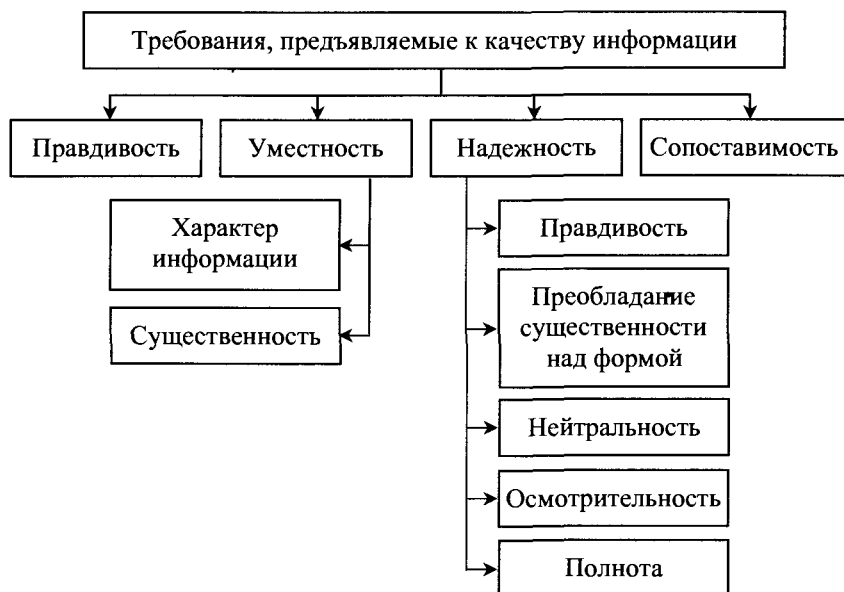 Требования, предъявляемые к качеству информации
Правдивость
Уместность
Надежность
Сопоставимость
Характер
информации
Существенность
Правдивость
Преобладание
существенности
над формой
Нейтральность
Осмотрительность
Полнота